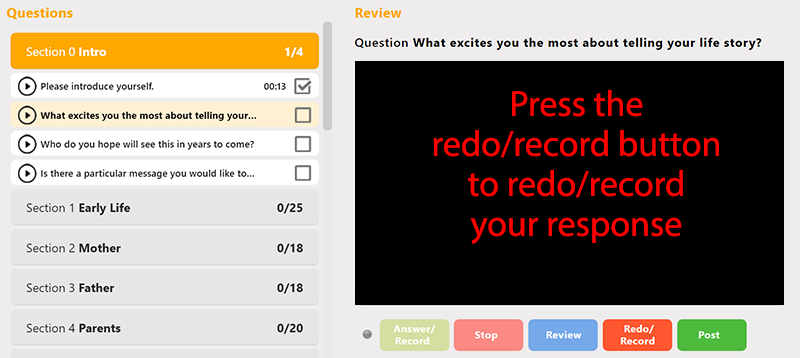 Questions
Section 0 Intro 1/4
Please introduce yourself. 00:13
What excites you the most about telling your...
Who do you hope will see this in years to come?
Is there a particular message you would like to...
Section 1 Early Life 0/25
Section 2 Mother 0/18
Section 3 Father 0/18
Section 4 Parents 0/20
Review
Question What excites you the most about telling your life story?
Press the
redo/record button
to redo/record
your response
Answer/
Record
Stop
Review
Redo/
Record
Post